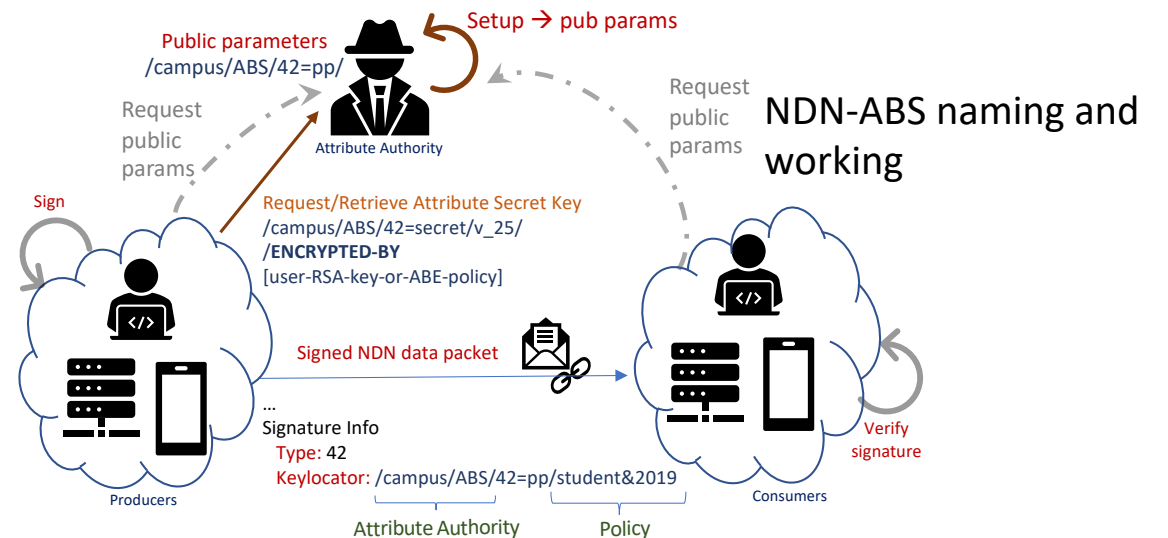 Setup → pub params
Public parameters
/campus/ABS/42=pp/
Request
public
params
Attribute Authority
Request
public
params
NDN-ABS naming and
working
Sign
Request/Retrieve Attribute Secret Key
/campus/ABS/42=secret/v_25/
/ENCRYPTED-BY
[user-RSA-key-or-ABE-policy]
</>
</>
Signed NDN data packet
...
Signature Info
Type: 42
Keylocator: /campus/ABS/42=pp/student&2019
Verify
signature
Producers
Consumers
Attribute Authority
Policy